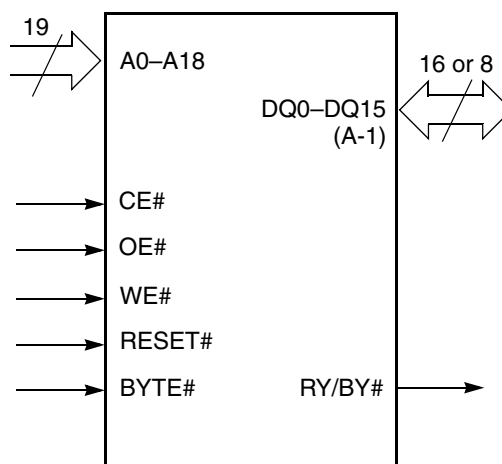 19
16 or 8
A0–A18
DQ0–DQ15
(A-1)
CE#
OE#
WE#
RESET#
BYTE#
RY/BY#